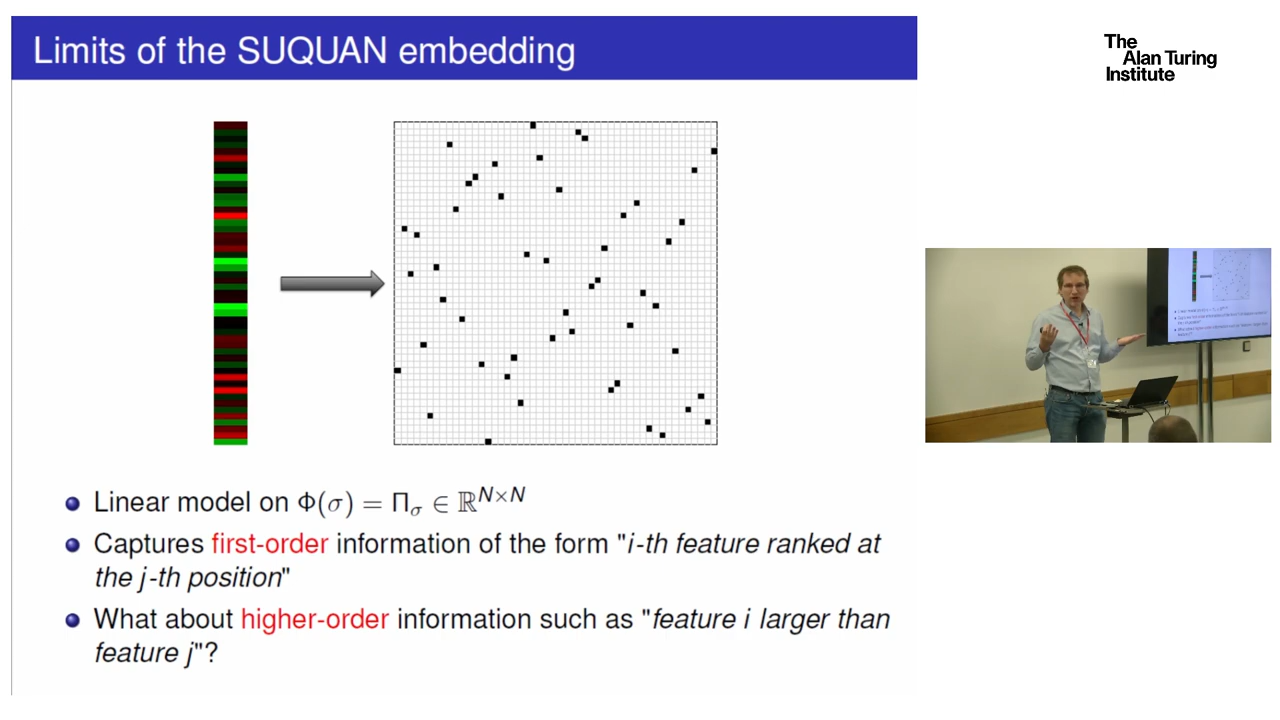 Limits of the SUQUAN embedding
The
Alan Turing
Institute
Linear model on Φ(σ) = Π_σ ∈ ℝ^{N×N}
Captures first-order information of the form "i-th feature ranked at
the j-th position"
What about higher-order information such as "feature i larger than
feature j"?